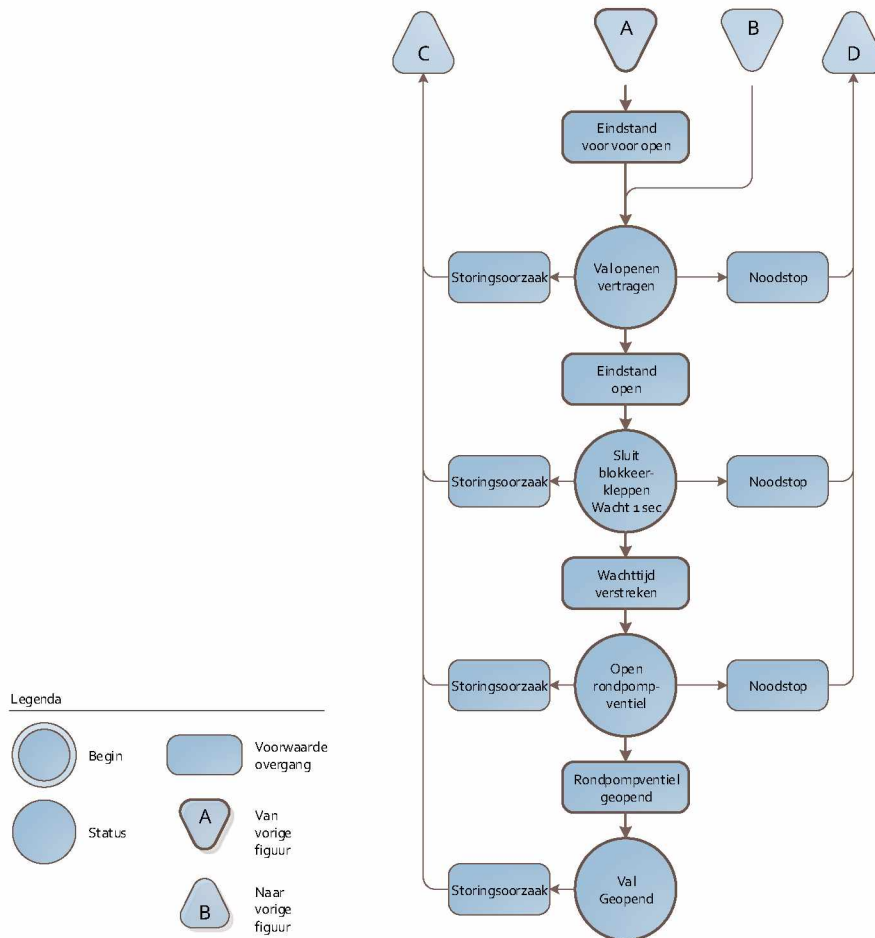 C
A
B
D
Eindstand
voor voor open
Storingsoorzaak
Val openen
vertragen
Noodstop
Eindstand
open
Storingsoorzaak
Sluit
blokkeer-
kleppen
Wacht 1 sec
Noodstop
Wachttijd
verstreken
Storingsoorzaak
Open
rondpomp-
ventiel
Noodstop
Rondpompventiel
geopend
Storingsoorzaak
Val
Geopend
Legenda
Begin
Voorwaarde
overgang
Status
A
Van
vorige
figuur
B
Naar
vorige
figuur